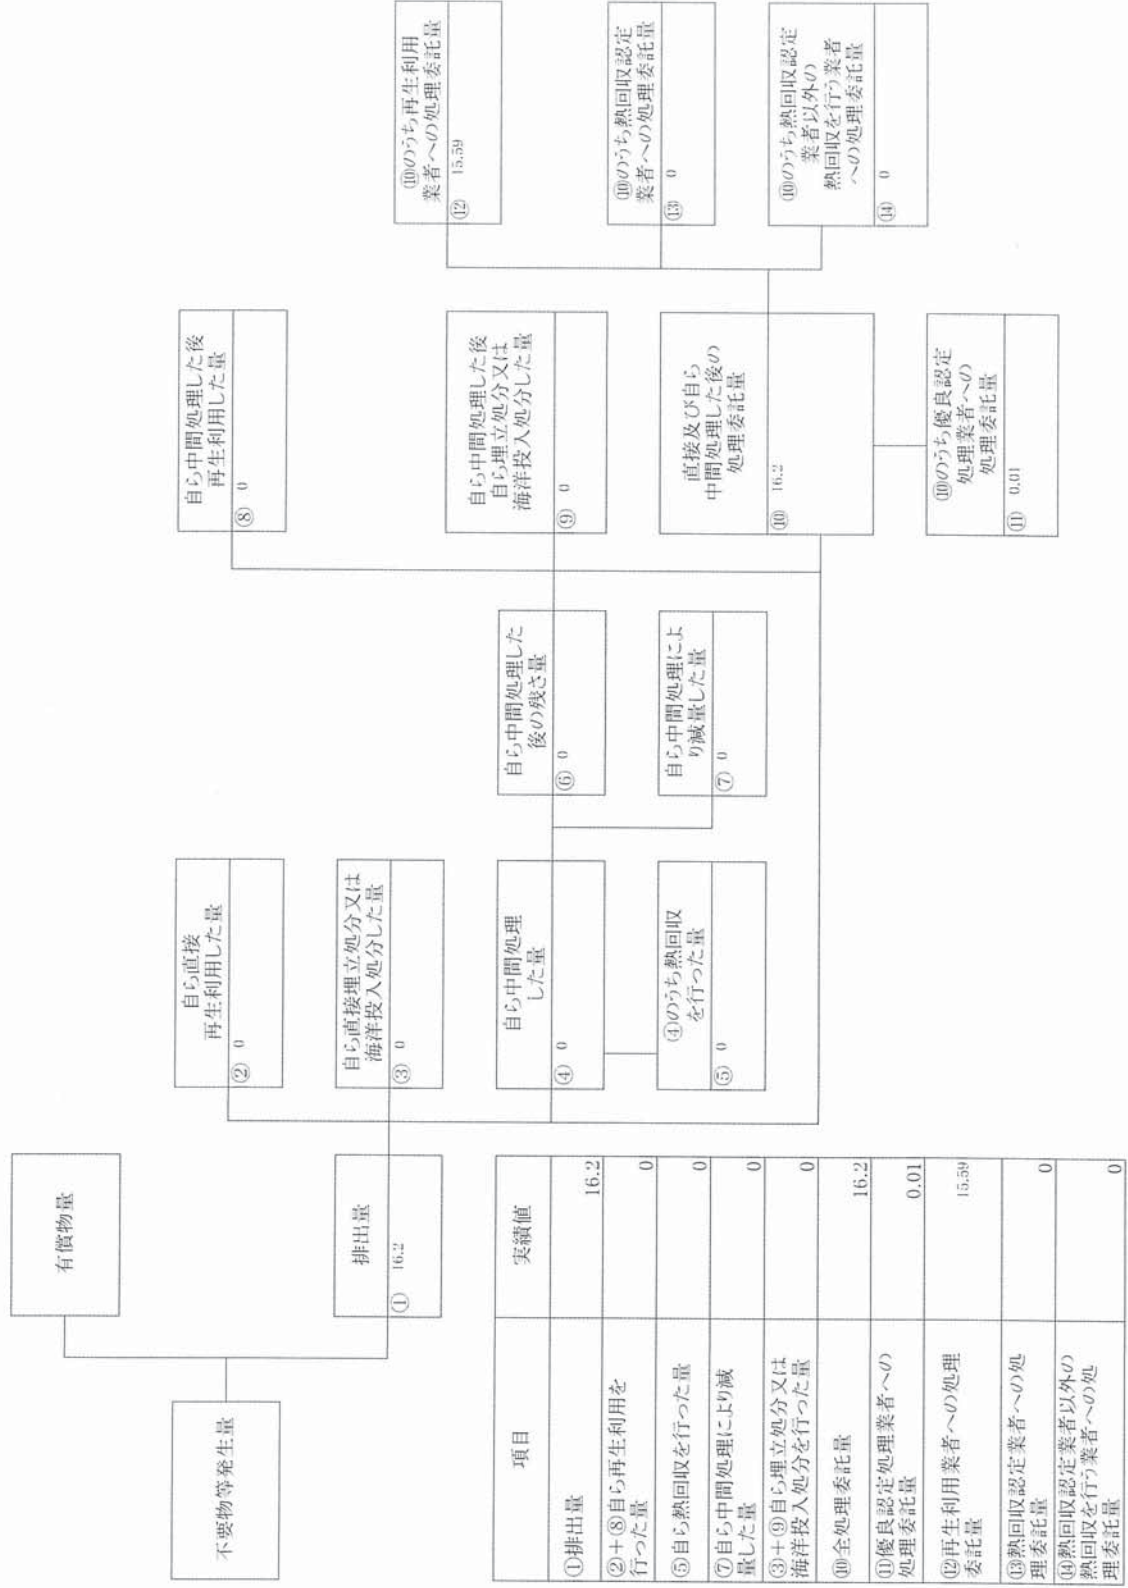 不要物等発生量
有償物量
排出量
① 16.2
自ら直接
再生利用した量
② 0
自ら直接埋立処分又は
海洋投入処分した量
③ 0
自ら中間処理
した量
④ 0
④のうち熱回収
を行った量
⑤ 0
自ら中間処理した
後の残さ量
⑥ 0
自ら中間処理によ
り減量した量
⑦ 0
自ら中間処理した後
再生利用した量
⑧ 0
自ら中間処理した後
自ら埋立処分又は
海洋投入処分した量
⑨ 0
直接及び自ら
中間処理した後の
処理委託量
⑩ 16.2
⑩のうち優良認定
処理業者への
処理委託量
⑪ 0.01
⑩のうち再生利用
業者への処理委託量
⑫ 15.59
⑩のうち熱回収認定
業者への処理委託量
⑬ 0
⑩のうち熱回収認定
業者以外の
熱回収を行う業者
への処理委託量
⑭ 0
項目 実績値
①排出量 16.2
②+⑧自ら再生利用を
行った量 0
⑤自ら熱回収を行った量 0
⑦自ら中間処理により減
量した量 0
③+⑨自ら埋立処分又は
海洋投入処分を行った量 0
⑩全処理委託量 16.2
⑪優良認定処理業者への
処理委託量 0.01
⑫再生利用業者への処理
委託量 15.59
⑬熱回収認定業者への処
理委託量 0
⑭熱回収認定業者以外の
熱回収を行う業者への処
理委託量 0